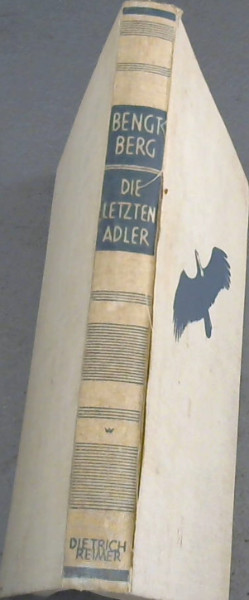 BENGT
BERG
DIE
LETZTEN
ADLER
DIETRICH
REIMER